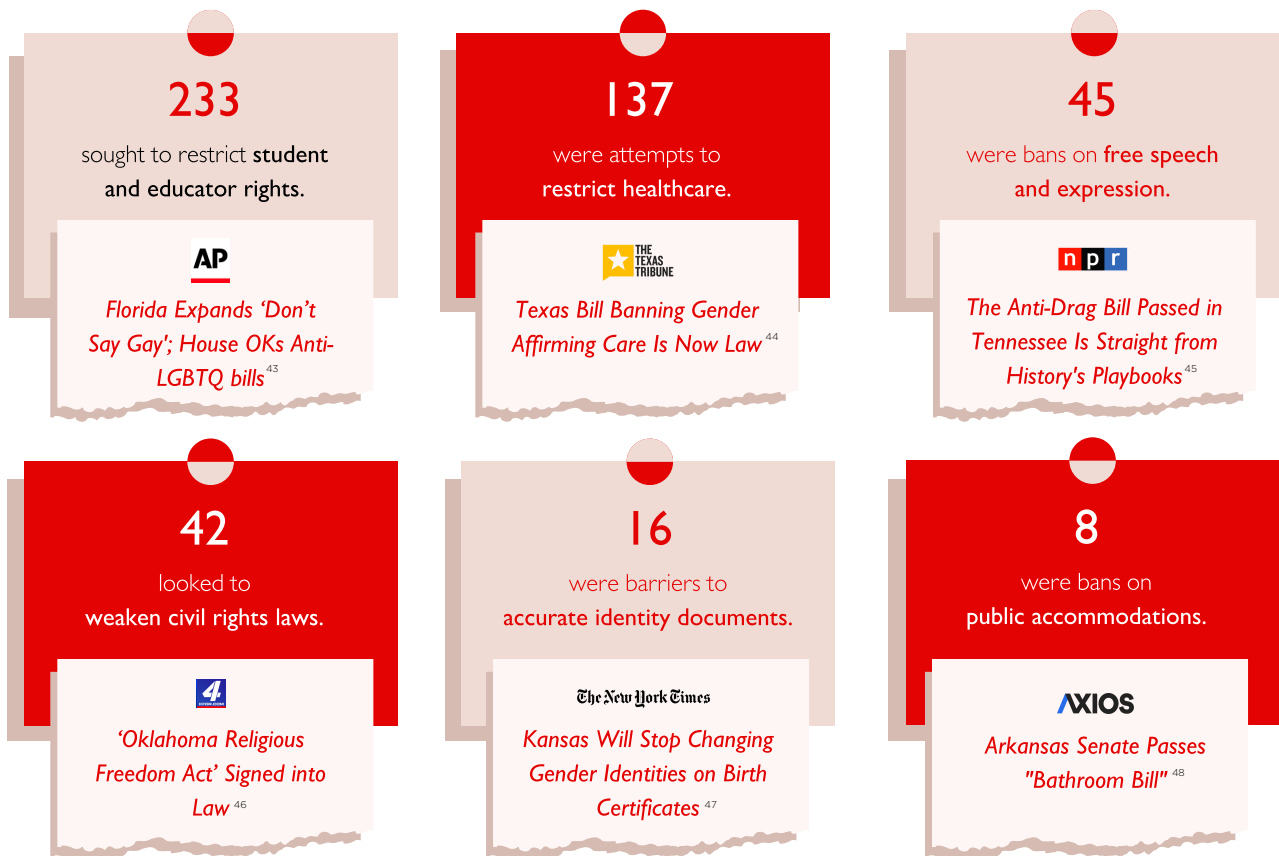 233
sought to restrict student
and educator rights.
AP
Florida Expands ‘Don’t
Say Gay'; House OKs Anti-
LGBTQ bills 43
137
were attempts to
restrict healthcare.
THE
TEXAS
TRIBUNE
Texas Bill Banning Gender
Affirming Care Is Now Law 44
45
were bans on free speech
and expression.
npr
The Anti-Drag Bill Passed in
Tennessee Is Straight from
History's Playbooks 45
42
looked to
weaken civil rights laws.
4
‘Oklahoma Religious
Freedom Act’ Signed into
Law 46
16
were barriers to
accurate identity documents.
The New York Times
Kansas Will Stop Changing
Gender Identities on Birth
Certificates 47
8
were bans on
public accommodations.
AXIOS
Arkansas Senate Passes
"Bathroom Bill" 48